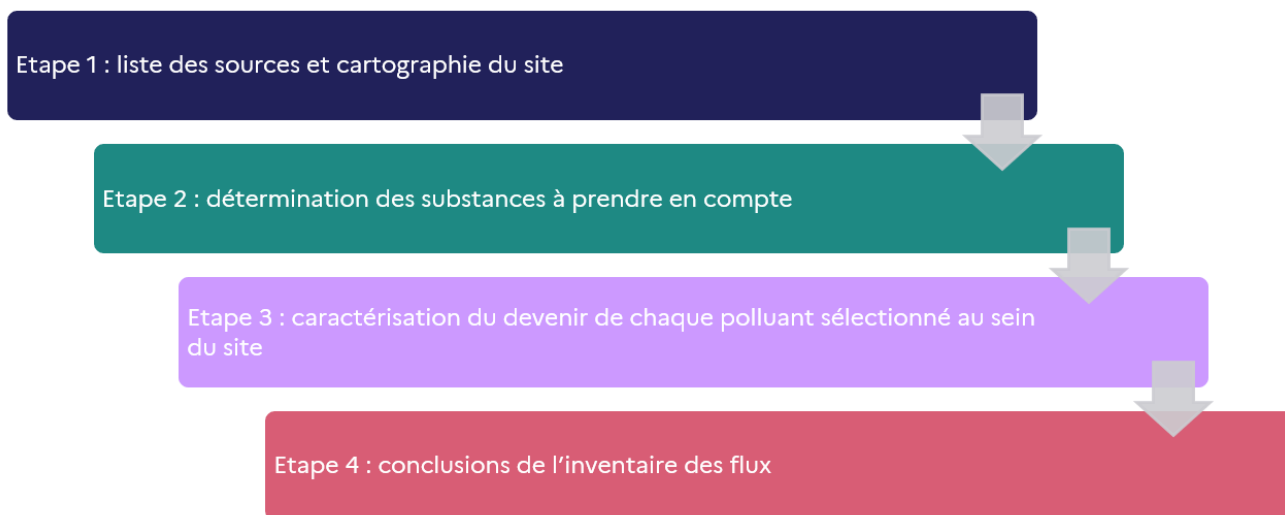 Etape 1 : liste des sources et cartographie du site
Etape 2 : détermination des substances à prendre en compte
Etape 3 : caractérisation du devenir de chaque polluant sélectionné au sein
du site
Etape 4 : conclusions de l’inventaire des flux